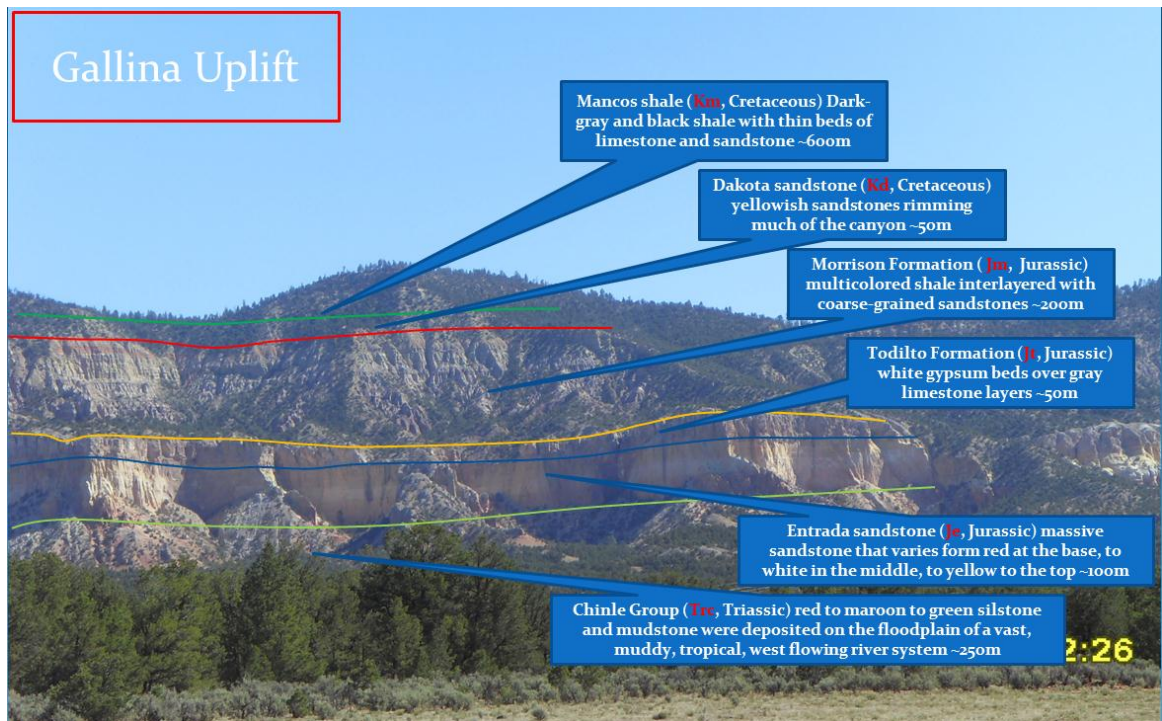 Gallina Uplift
Mancos shale (Km, Cretaceous) Dark-
gray and black shale with thin beds of
limestone and sandstone ~600m
Dakota sandstone (Kd, Cretaceous)
yellowish sandstones rimming
much of the canyon ~50m
Morrison Formation ( Jm, Jurassic)
multicolored shale interlayered with
coarse-grained sandstones ~200m
Todilto Formation (Jt, Jurassic)
white gypsum beds over gray
limestone layers ~50m
Entrada sandstone (Je, Jurassic) massive
sandstone that varies form red at the base, to
white in the middle, to yellow to the top ~100m
Chinle Group (Trc, Triassic) red to maroon to green silstone
and mudstone were deposited on the floodplain of a vast,
muddy, tropical, west flowing river system ~250m
2:26